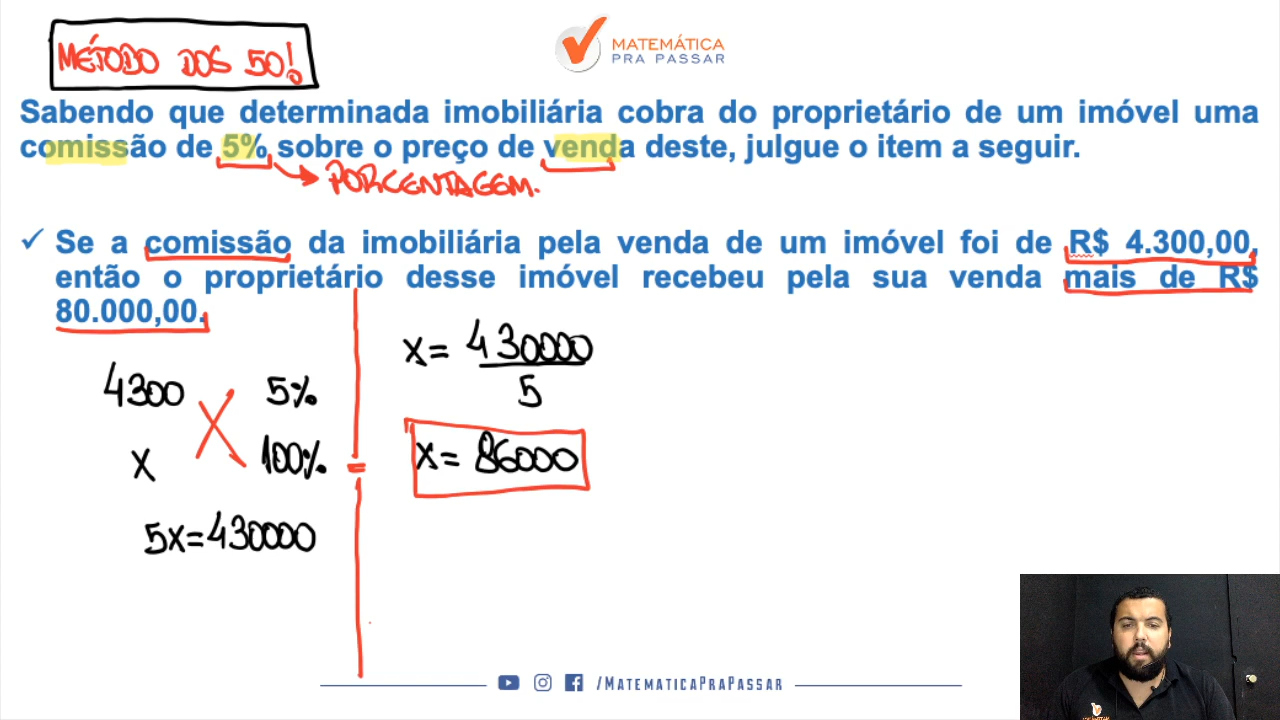 MÉTODO DOS 50!
MATEMÁTICA
PRA PASSAR
Sabendo que determinada imobiliária cobra do proprietário de um imóvel uma
comissão de 5% sobre o preço de venda deste, julgue o item a seguir.
PORCENTAGEM.
✓ Se a comissão da imobiliária pela venda de um imóvel foi de R$ 4.300,00,
então o proprietário desse imóvel recebeu pela sua venda mais de R$
80.000,00.
4300 5%
x 100%
5x=430000
x= 430000
5
x= 86000
/MATEMATICAPRAPASSAR